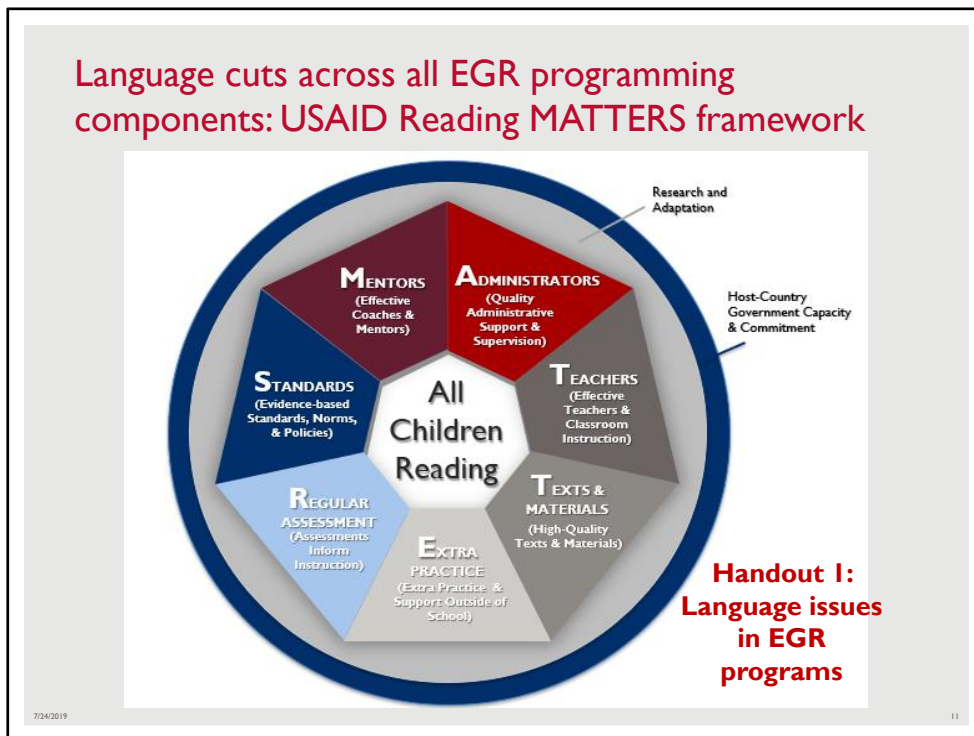 Language cuts across all EGR programming
components: USAID Reading MATTERS framework
Research and
Adaptation
Host-Country
Government Capacity
& Commitment
MENTORS
(Effective
Coaches &
Mentors)
ADMINISTRATORS
(Quality
Administrative
Support &
Supervision)
TEACHERS
(Effective
Teachers &
Classroom
Instruction)
TEXTS &
MATERIALS
(High-Quality
Texts & Materials)
EXTRA
PRACTICE
(Extra Practice &
Support Outside of
School)
REGULAR
ASSESSMENT
(Assessments
Inform
Instruction)
STANDARDS
(Evidence-based
Standards, Norms,
& Policies)
All
Children
Reading
Handout 1:
Language issues
in EGR
programs
7/24/2019
11